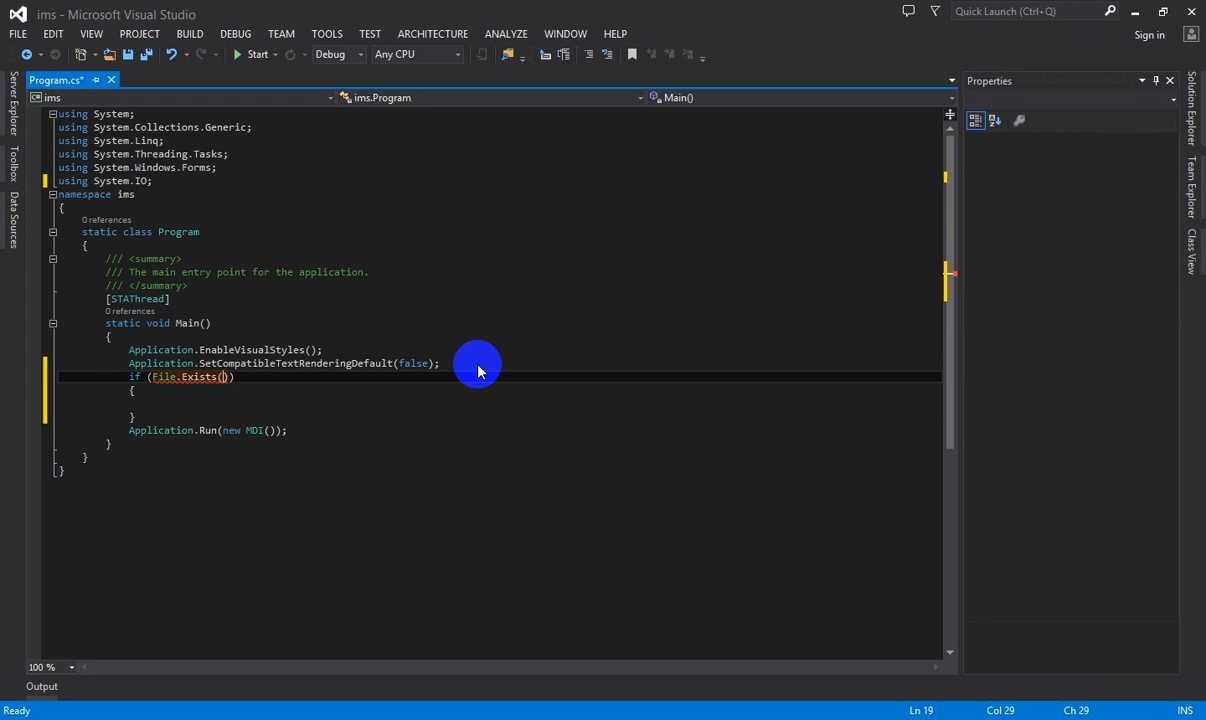 ims - Microsoft Visual Studio
Quick Launch (Ctrl+Q)
FILE EDIT VIEW PROJECT BUILD DEBUG TEAM TOOLS TEST ARCHITECTURE ANALYZE WINDOW HELP
Sign in
Start Debug Any CPU
Program.cs*
Properties
ims ims.Program Main()
using System;
using System.Collections.Generic;
using System.Linq;
using System.Threading.Tasks;
using System.Windows.Forms;
using System.IO;
namespace ims
{
0 references
static class Program
{
/// <summary>
/// The main entry point for the application.
/// </summary>
[STAThread]
0 references
static void Main()
{
Application.EnableVisualStyles();
Application.SetCompatibleTextRenderingDefault(false);
if (File.Exists())
{
}
Application.Run(new MDI());
}
}
}
100 %
Output
Ready
Ln 19 Col 29 Ch 29 INS
Server Explorer
Toolbox
Data Sources
Solution Explorer
Team Explorer
Class View